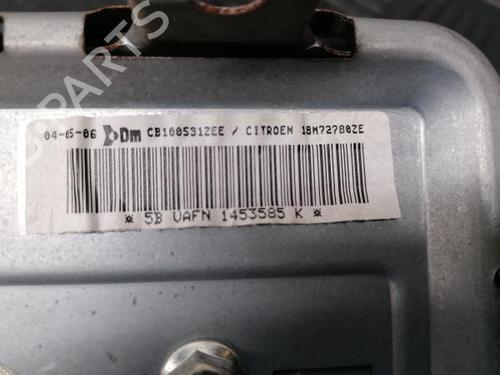 04-05-06 Dm CB1005312EE / CITROEN 18M72780ZE
* 5B VAFN 1453585 K *
PARTS